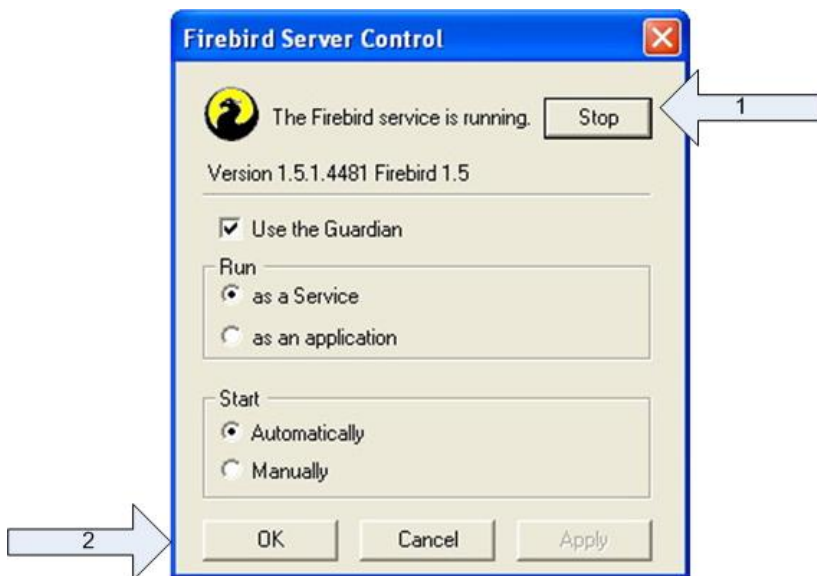 Firebird Server Control
The Firebird service is running. Stop
1
Version 1.5.1.4481 Firebird 1.5
Use the Guardian
Run
as a Service
as an application
Start
Automatically
Manually
2
OK Cancel Apply